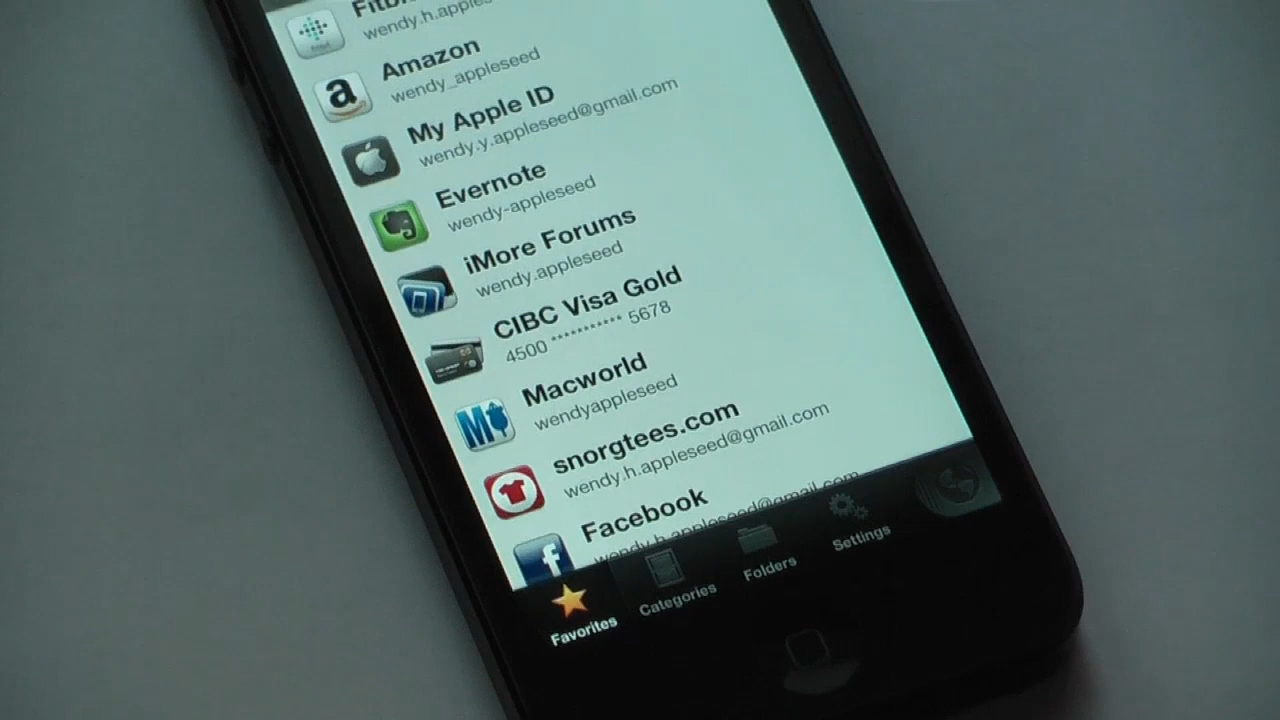 wendy.h.apples
Amazon
wendy_appleseed
My Apple ID
wendy.y.appleseed@gmail.com
Evernote
wendy-appleseed
iMore Forums
wendy.appleseed
CIBC Visa Gold
4500 *********** 5678
Macworld
wendyappleseed
snorgtees.com
wendy.h.appleseed@gmail.com
Facebook
wendy.h.appleseed@gmail.com
Favorites
Categories
Folders
Settings